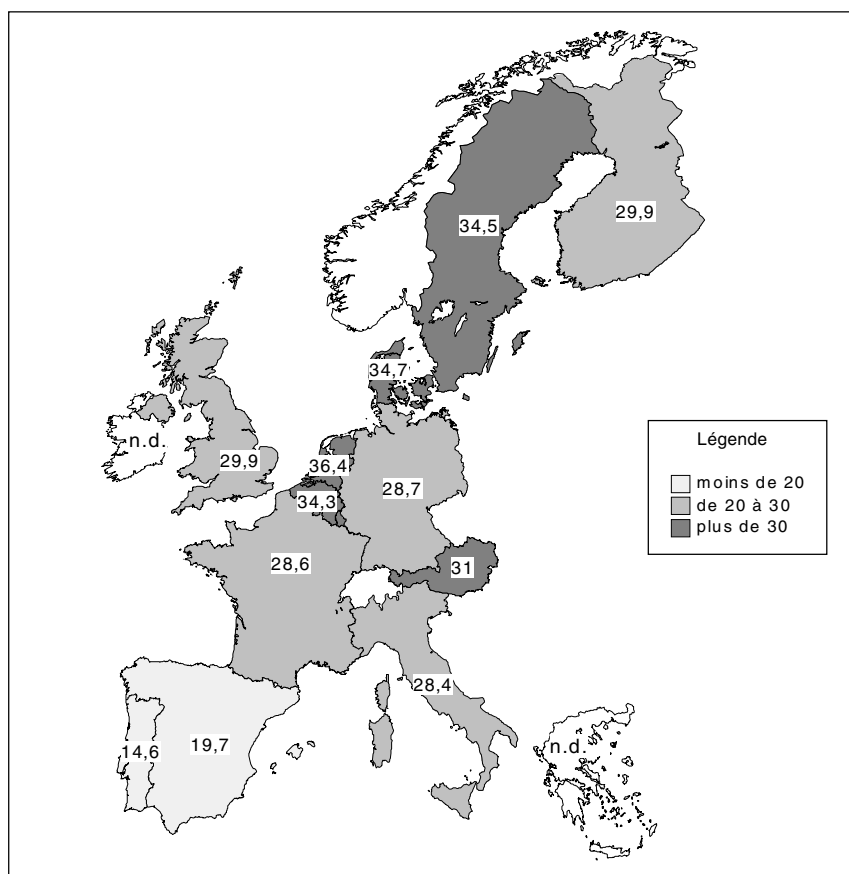 34,5
29,9
34,7
n.d.
29,9
36,4
34,3
28,7
Légende
moins de 20
de 20 à 30
plus de 30
28,6
31
28,4
14,6
19,7
n.d.